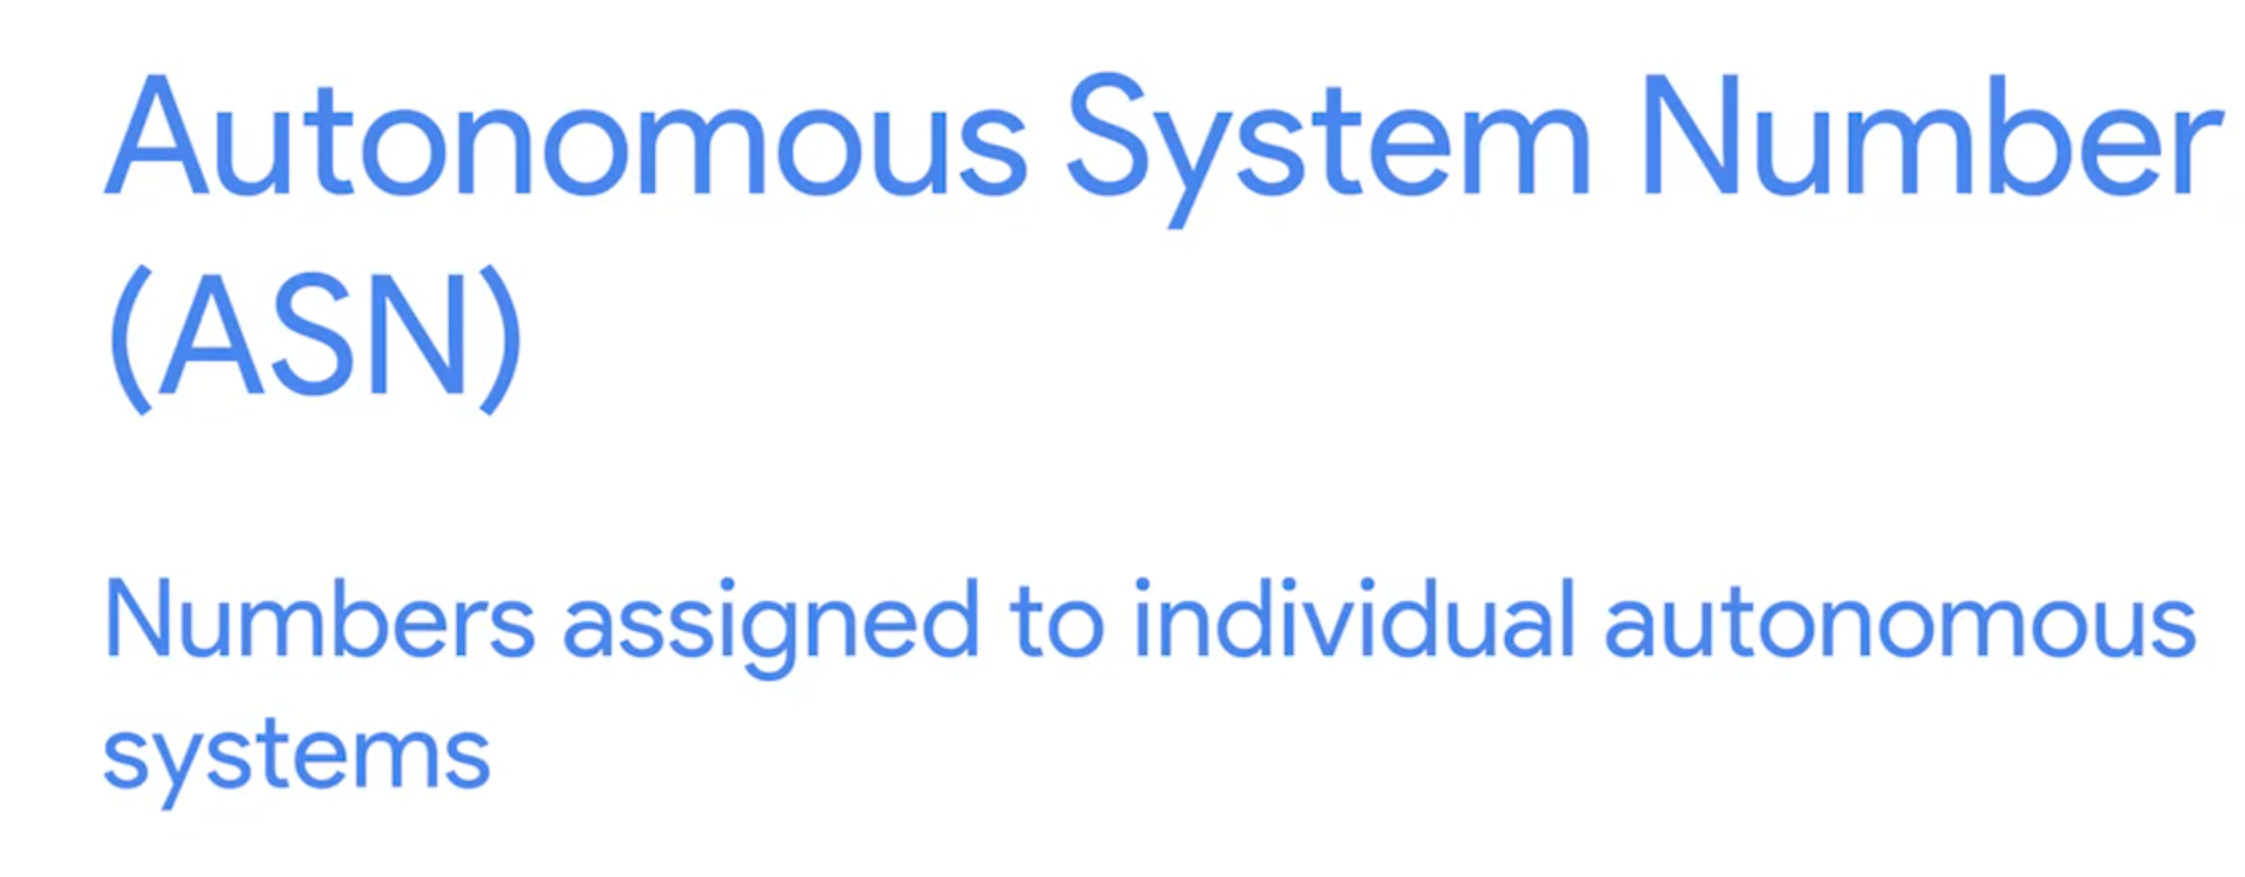 Autonomous System Number
(ASN)
Numbers assigned to individual autonomous
systems